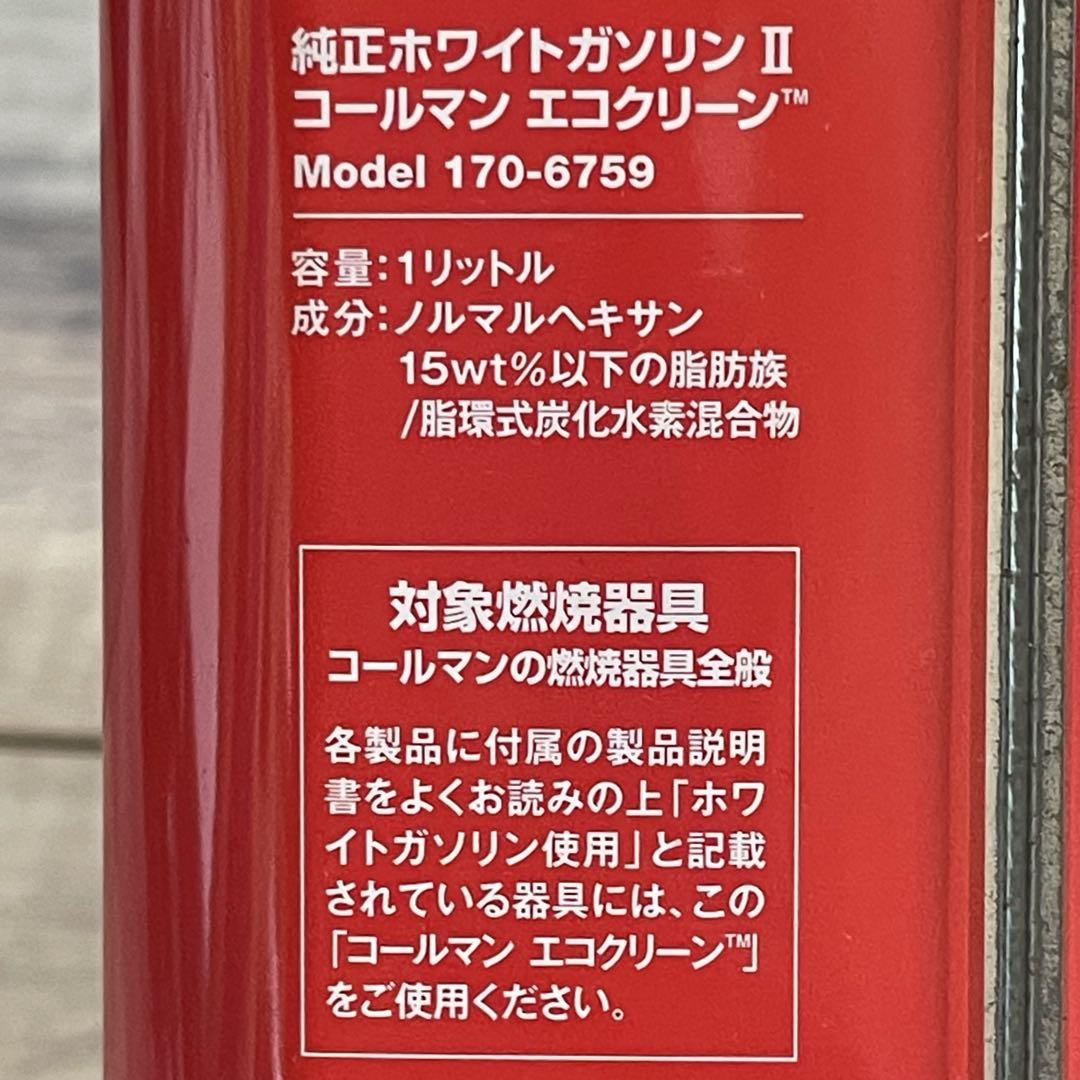 純正ホワイトガソリン Ⅱ
コールマン エコクリーン™
Model 170-6759
容量:1リットル
成分:ノルマルヘキサン
15wt%以下の脂肪族
/脂環式炭化水素混合物
対象燃焼器具
コールマンの燃焼器具全般
各製品に付属の製品説明
書をよくお読みの上「ホワ
イトガソリン使用」と記載
されている器具には、この
「コールマン エコクリーン™」
をご使用ください。